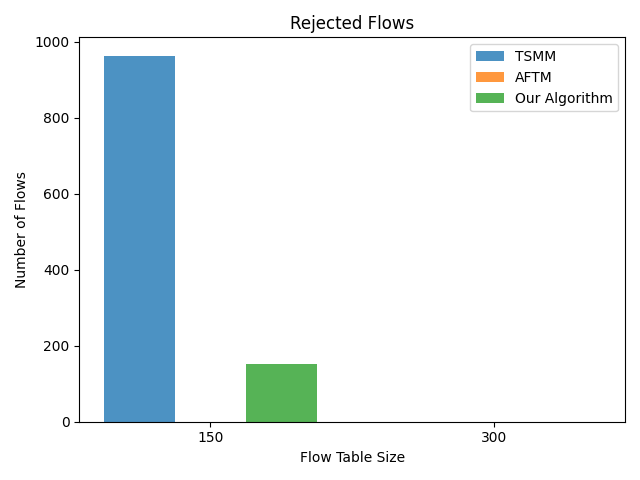 Rejected Flows
TSMM
AFTM
Our Algorithm
1000
800
600
400
200
0
Number of Flows
150
300
Flow Table Size